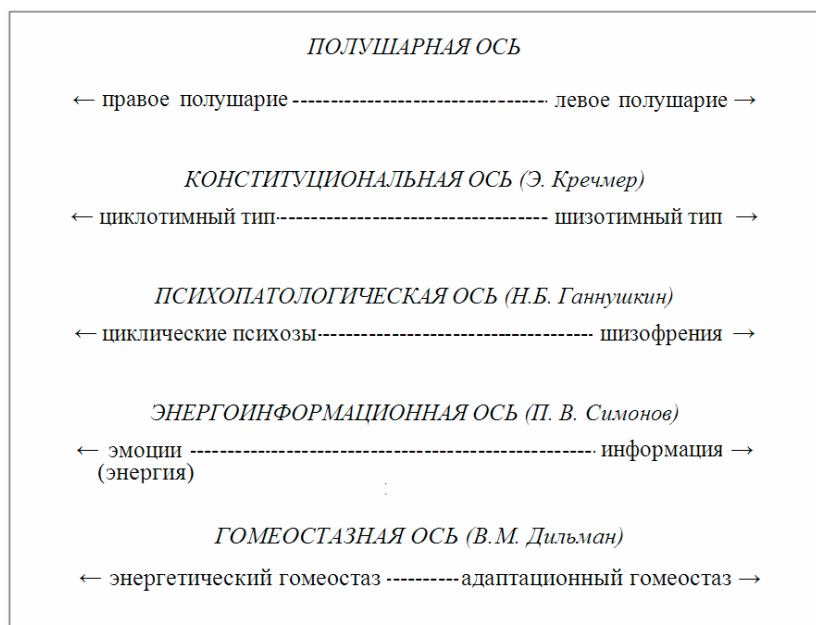 ПОЛУШАРНАЯ ОСЬ
← правое полушарие ---------------------------- левое полушарие →
КОНСТИТУЦИОНАЛЬНАЯ ОСЬ (Э. Кречмер)
← циклотимный тип ------------------------------ шизотимный тип →
ПСИХОПАТОЛОГИЧЕСКАЯ ОСЬ (Н.Б. Ганнушкин)
← циклические психозы ------------------------------ шизофрения →
ЭНЕРГОИНФОРМАЦИОННАЯ ОСЬ (П. В. Симонов)
← эмоции -------------------------------------------- информация →
(энергия)
ГОМЕОСТАЗНАЯ ОСЬ (В.М. Дильман)
← энергетический гомеостаз ---------- адаптационный гомеостаз →